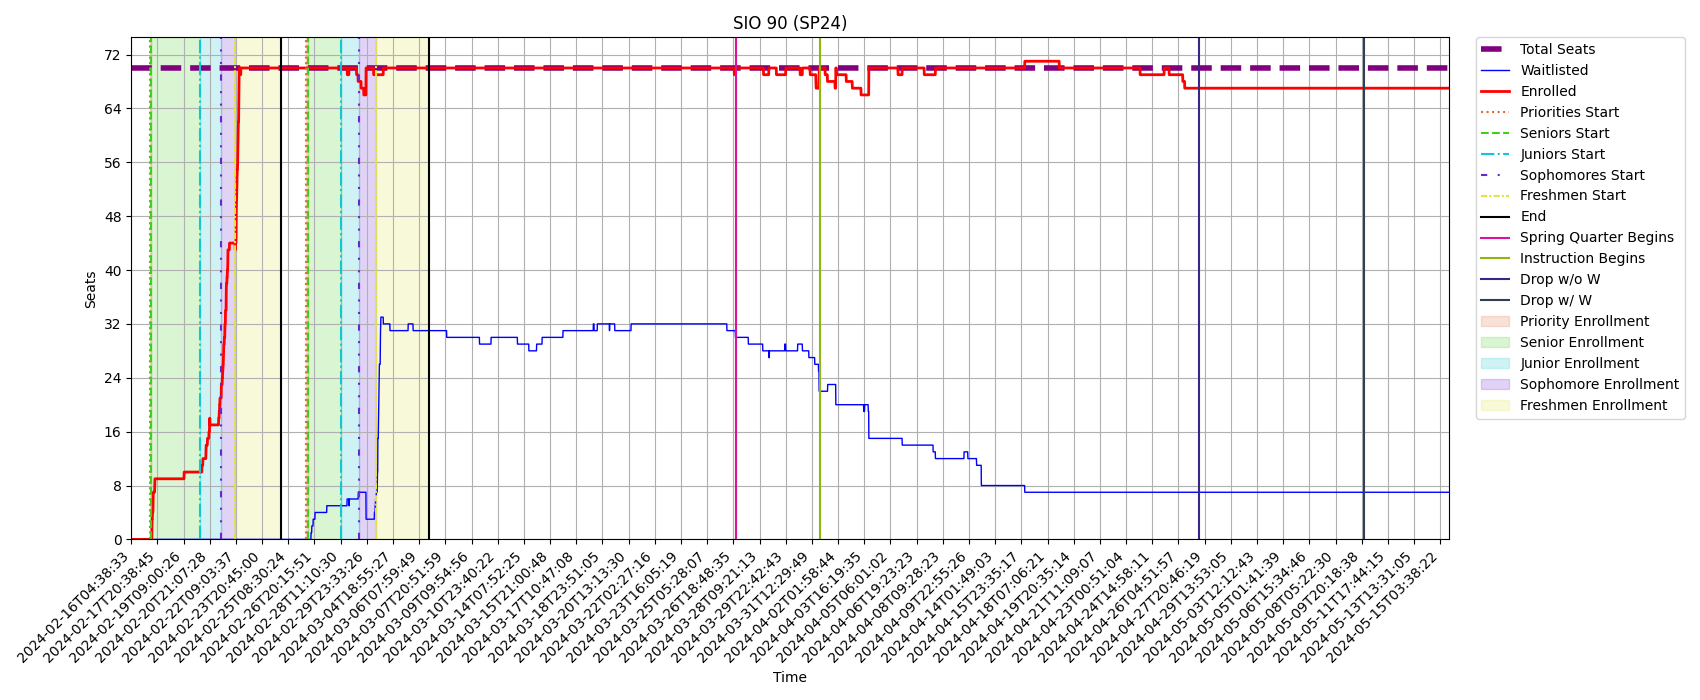 SIO 90 (SP24)
Seats
72
64
56
48
40
32
24
16
8
0
2024-02-16T04:38:33
2024-02-17T20:38:45
2024-02-19T09:00:26
2024-02-20T21:07:28
2024-02-22T09:03:37
2024-02-23T20:45:00
2024-02-25T08:30:24
2024-02-26T20:15:51
2024-02-28T11:10:30
2024-02-29T23:33:26
2024-03-04T18:55:27
2024-03-06T07:59:49
2024-03-07T20:51:59
2024-03-09T09:54:56
2024-03-10T23:40:22
2024-03-14T07:52:25
2024-03-15T21:00:48
2024-03-17T10:47:08
2024-03-18T23:51:05
2024-03-20T13:13:30
2024-03-22T02:27:16
2024-03-23T16:05:19
2024-03-25T05:28:07
2024-03-26T18:48:35
2024-03-28T09:21:13
2024-03-29T22:42:43
2024-03-31T12:29:49
2024-04-02T01:58:44
2024-04-03T16:19:35
2024-04-05T06:01:02
2024-04-06T19:23:23
2024-04-08T09:28:23
2024-04-09T22:55:26
2024-04-14T01:49:03
2024-04-15T23:35:17
2024-04-18T07:06:21
2024-04-19T20:35:14
2024-04-21T11:09:07
2024-04-23T00:51:04
2024-04-24T14:58:11
2024-04-26T04:51:57
2024-04-27T20:46:19
2024-04-29T13:53:05
2024-05-03T12:12:43
2024-05-05T01:41:39
2024-05-06T15:34:46
2024-05-08T05:22:30
2024-05-09T20:18:38
2024-05-11T17:44:15
2024-05-13T13:31:05
2024-05-15T03:38:22
Time
Total Seats
Waitlisted
Enrolled
Priorities Start
Seniors Start
Juniors Start
Sophomores Start
Freshmen Start
End
Spring Quarter Begins
Instruction Begins
Drop w/o W
Drop w/ W
Priority Enrollment
Senior Enrollment
Junior Enrollment
Sophomore Enrollment
Freshmen Enrollment